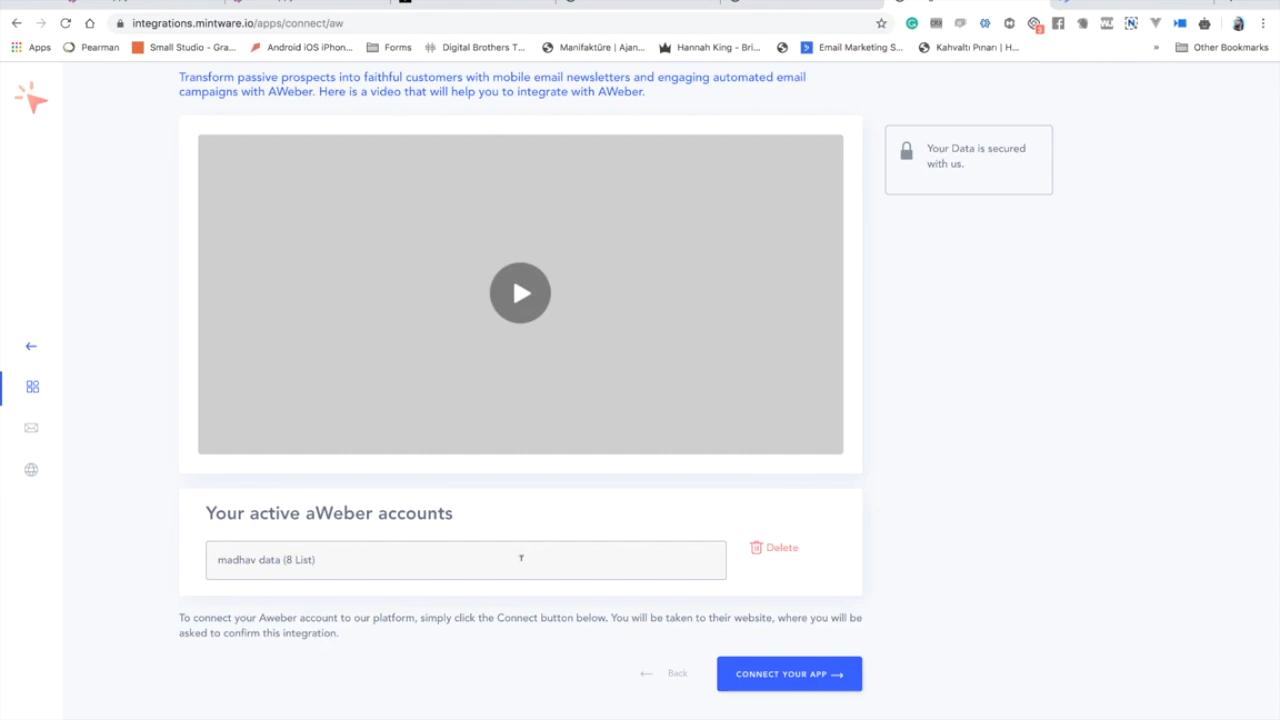 integrations.mintware.io/apps/connect/aw
3
Apps Pearman Small Studio - Gra... Android iOS iPhon... Forms Digital Brothers T... Manifaktüre | Ajan... Hannah King - Bri... Email Marketing S... Kahvaltı Pınarı | H... » Other Bookmarks
Transform passive prospects into faithful customers with mobile email newsletters and engaging automated email
campaigns with AWeber. Here is a video that will help you to integrate with AWeber.
Your Data is secured
with us.
Your active aWeber accounts
madhav data (8 List)
Delete
To connect your Aweber account to our platform, simply click the Connect button below. You will be taken to their website, where you will be
asked to confirm this integration.
Back
CONNECT YOUR APP